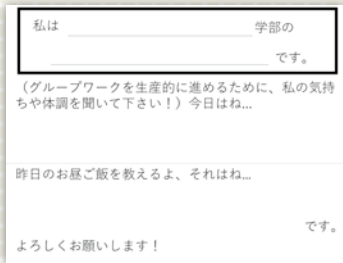 私は ＿＿＿＿＿＿＿＿＿＿＿＿ 学部の
＿＿＿＿＿＿＿＿＿＿＿＿＿＿ です。
（グループワークを生産的に進めるために、私の気持
ちや体調を聞いて下さい！）今日はね...
昨日のお昼ご飯を教えるよ、それはね...
です。
よろしくお願いします！